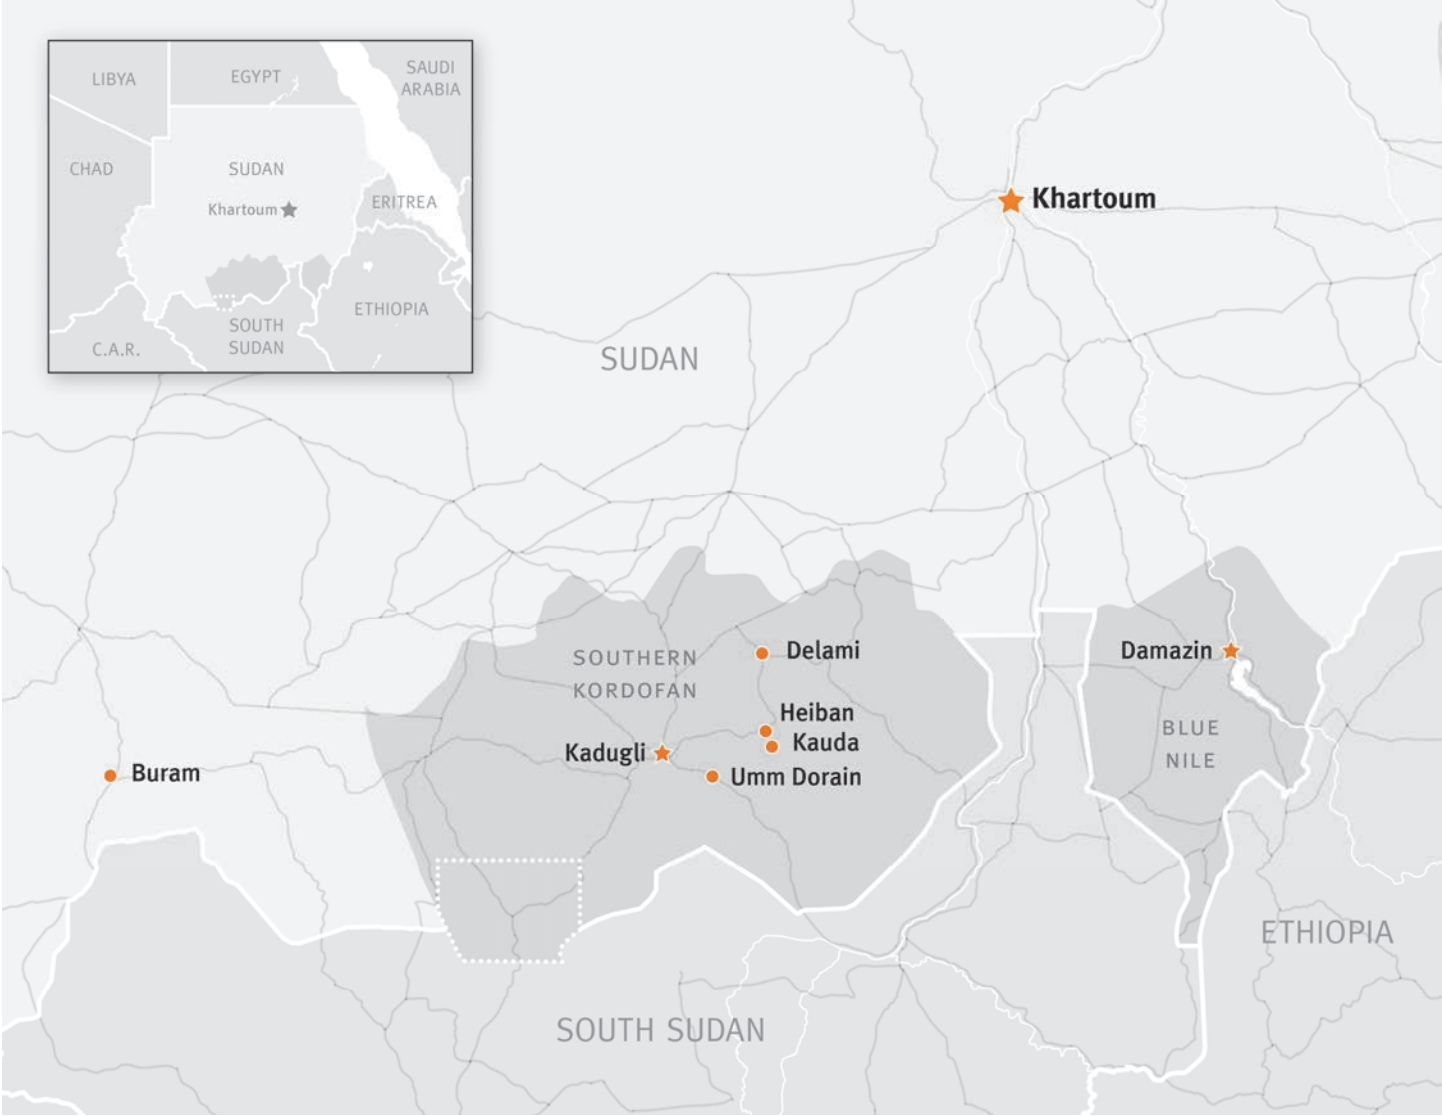 LIBYA
EGYPT
SAUDI
ARABIA
CHAD
SUDAN
Khartoum
ERITREA
ETHIOPIA
SOUTH
SUDAN
C.A.R.
Khartoum
SUDAN
SOUTHERN
KORDOFAN
Delami
Heiban
Kauda
Kadugli
Umm Dorain
Buram
Damazin
BLUE
NILE
ETHIOPIA
SOUTH SUDAN